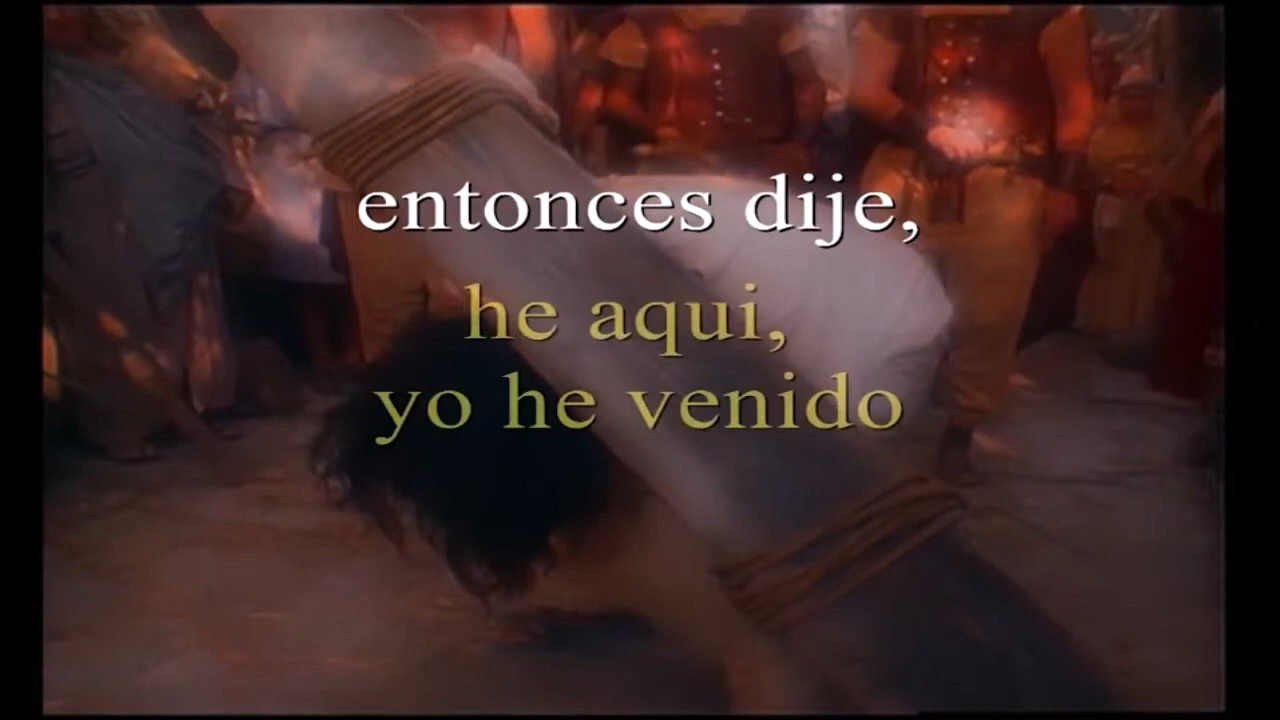 entonces dije,
he aqui,
yo he venido